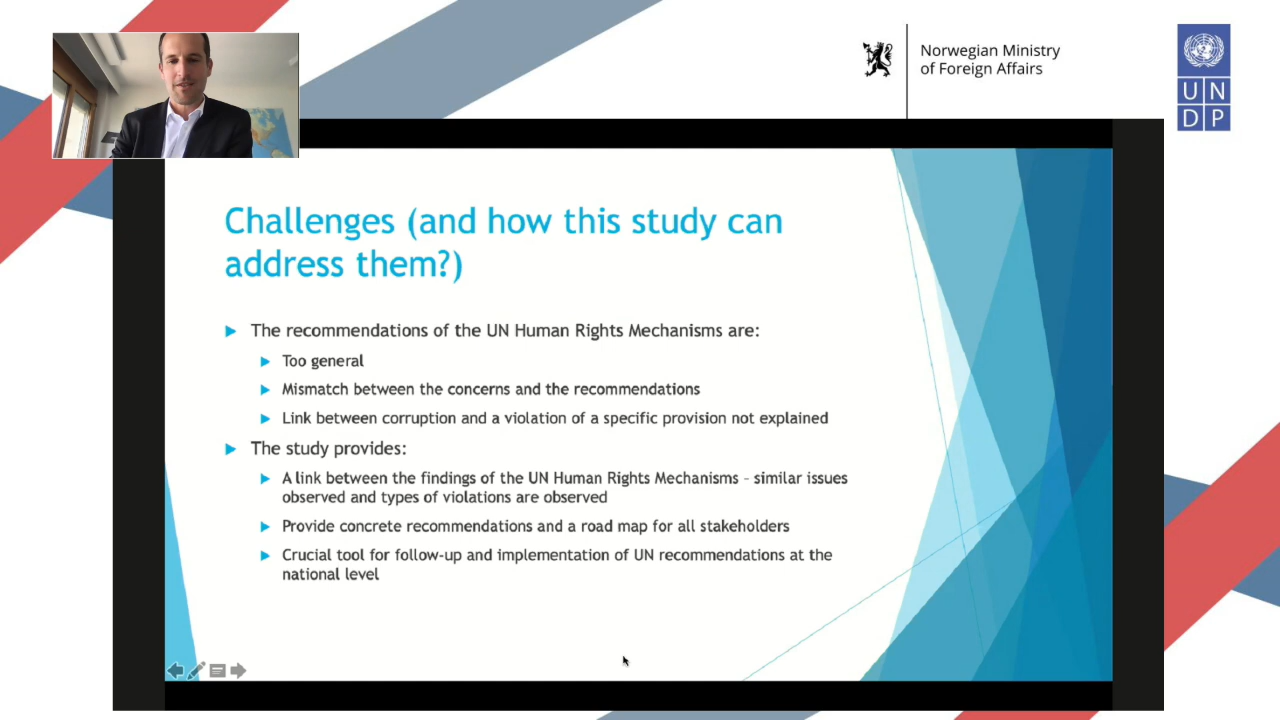 Norwegian Ministry
of Foreign Affairs
UN
DP
Challenges (and how this study can
address them?)
The recommendations of the UN Human Rights Mechanisms are:
Too general
Mismatch between the concerns and the recommendations
Link between corruption and a violation of a specific provision not explained
The study provides:
A link between the findings of the UN Human Rights Mechanisms – similar issues
observed and types of violations are observed
Provide concrete recommendations and a road map for all stakeholders
Crucial tool for follow-up and implementation of UN recommendations at the
national level